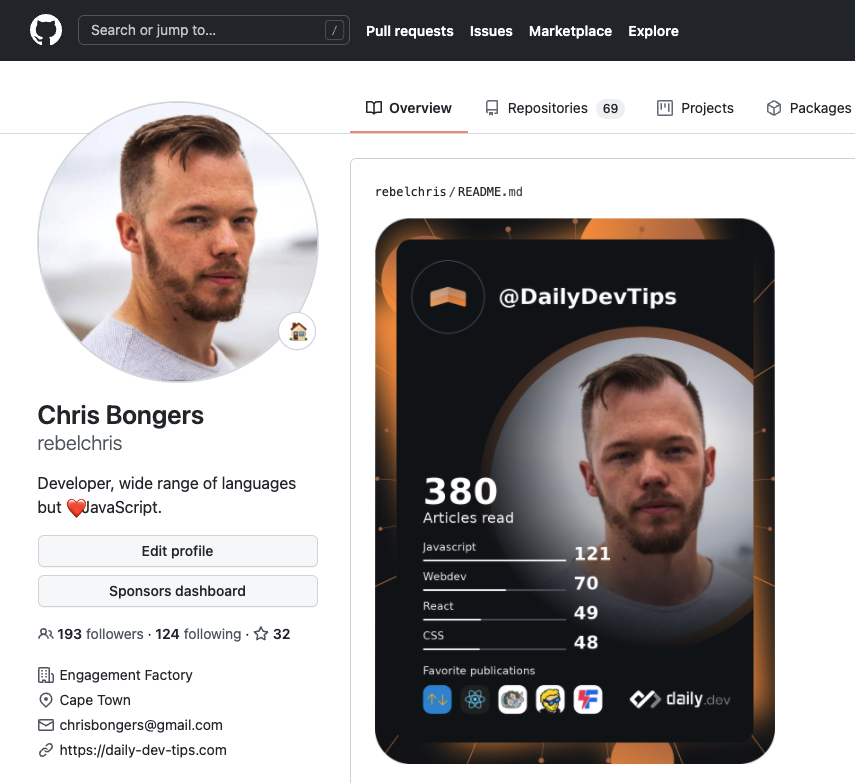 Search or jump to… /
Pull requests
Issues
Marketplace
Explore
Overview
Repositories 69
Projects
Packages
Chris Bongers
rebelchris
Developer, wide range of languages
but ❤️JavaScript.
Edit profile
Sponsors dashboard
193 followers · 124 following · 32
Engagement Factory
Cape Town
chrisbongers@gmail.com
https://daily-dev-tips.com
rebelchris/README.md
@DailyDevTips
380
Articles read
Javascript 121
Webdev 70
React 49
CSS 48
Favorite publications
daily.dev